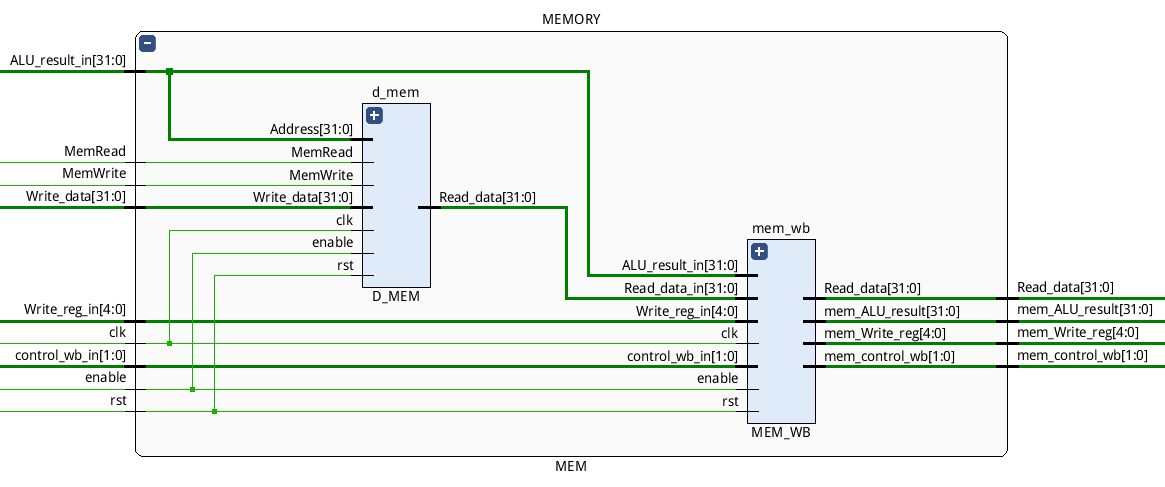 MEMORY
ALU_result_in[31:0]
d_mem
Address[31:0]
MemRead
MemRead
MemWrite
MemWrite
Write_data[31:0]
Write_data[31:0]
Read_data[31:0]
clk
enable
rst
D_MEM
mem_wb
ALU_result_in[31:0]
Read_data_in[31:0]
Read_data[31:0]
Read_data[31:0]
Write_reg_in[4:0]
Write_reg_in[4:0]
mem_ALU_result[31:0]
mem_ALU_result[31:0]
clk
clk
mem_Write_reg[4:0]
mem_Write_reg[4:0]
control_wb_in[1:0]
control_wb_in[1:0]
mem_control_wb[1:0]
mem_control_wb[1:0]
enable
enable
rst
rst
MEM_WB
MEM